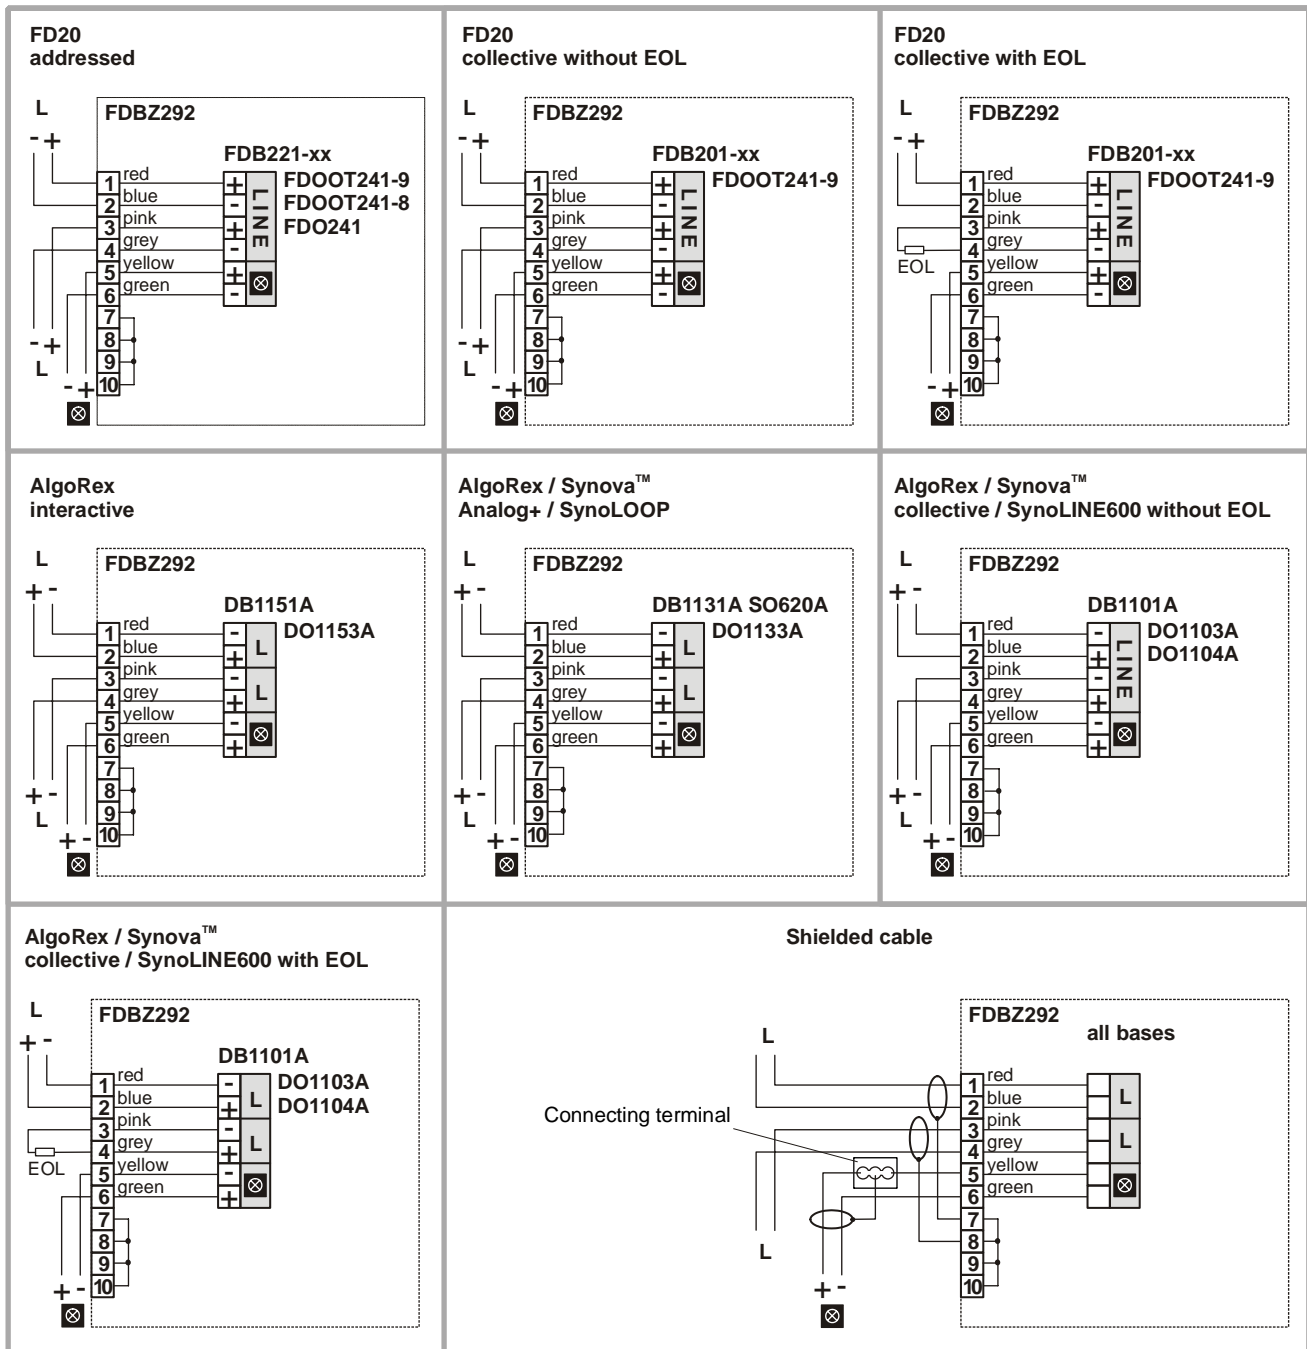 FD20
addressed
L
- +
FDBZ292
FDB221-xx
FDOOT241-9
FDOOT241-8
FDO241
1 red +
2 blue -
3 pink +
4 grey -
5 yellow +
6 green -
LINE
7
8
9
10
- +
L
- +
FD20
collective without EOL
L
- +
FDBZ292
FDB201-xx
FDOOT241-9
1 red +
2 blue -
3 pink +
4 grey -
5 yellow +
6 green -
LINE
7
8
9
10
- +
L
- +
FD20
collective with EOL
L
- +
FDBZ292
FDB201-xx
FDOOT241-9
1 red +
2 blue -
3 pink +
4 grey -
5 yellow +
6 green -
LINE
EOL
7
8
9
10
- +
AlgoRex
interactive
L
+ -
FDBZ292
DB1151A
DO1153A
1 red -
2 blue +
L
3 pink -
4 grey +
L
5 yellow -
6 green +
7
8
9
10
+ -
L
+ -
AlgoRex / Synova™
Analog+ / SynoLOOP
L
+ -
FDBZ292
DB1131A SO620A
DO1133A
1 red -
2 blue +
L
3 pink -
4 grey +
L
5 yellow -
6 green +
7
8
9
10
+ -
L
+ -
AlgoRex / Synova™
collective / SynoLINE600 without EOL
L
+ -
FDBZ292
DB1101A
DO1103A
DO1104A
1 red -
2 blue +
3 pink -
4 grey +
5 yellow -
6 green +
LINE
7
8
9
10
+ -
L
+ -
AlgoRex / Synova™
collective / SynoLINE600 with EOL
L
+ -
FDBZ292
DB1101A
DO1103A
DO1104A
1 red -
2 blue +
L
3 pink -
4 grey +
L
EOL
5 yellow -
6 green +
7
8
9
10
+ -
Shielded cable
FDBZ292
all bases
L
Connecting terminal
1 red
2 blue
L
3 pink
4 grey
L
5 yellow
6 green
7
8
9
10
L
+ -